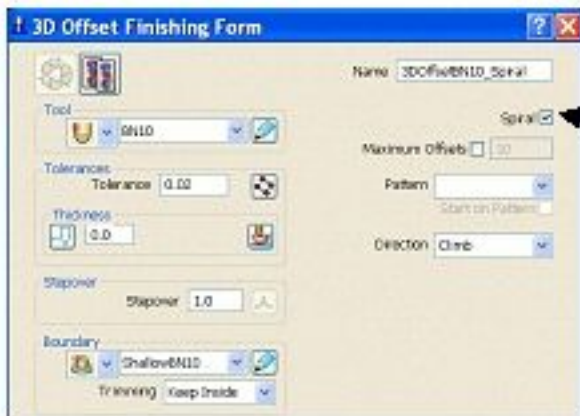 3D Offset Finishing Form
Name 3DOffsetBN10_Spiral
Tool
BN10
Spiral
Maximum Offsets 10
Tolerances
Tolerance 0.02
Pattern
Start on Pattern
Thickness
0.0
Direction Climb
Stepover
Stepover 1.0
Boundary
ShallowBN10
Trimming Keep Inside